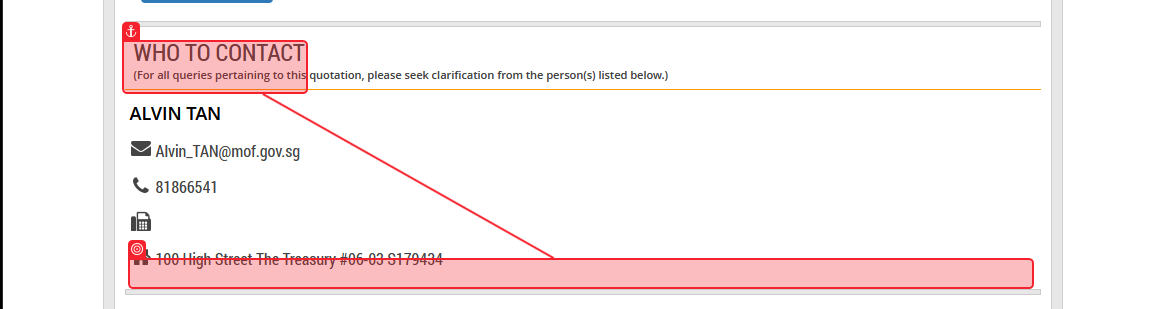 WHO TO CONTACT
(For all queries pertaining to this quotation, please seek clarification from the person(s) listed below.)
ALVIN TAN
Alvin_TAN@mof.gov.sg
81866541
100 High Street The Treasury #06-03 S179434